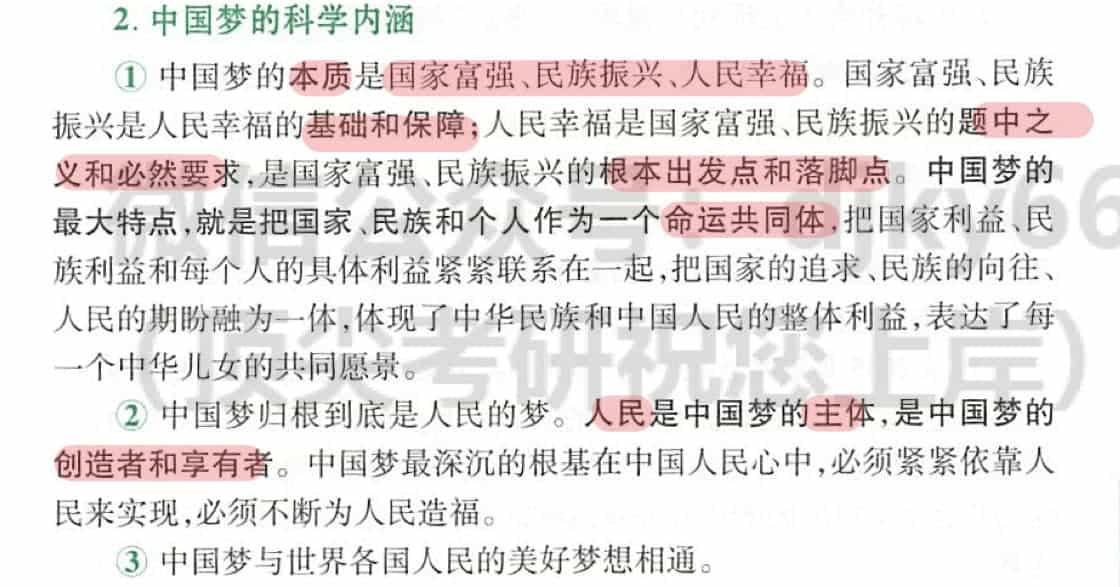 2. 中国梦的科学内涵
① 中国梦的本质是国家富强、民族振兴、人民幸福。国家富强、民族
振兴是人民幸福的基础和保障；人民幸福是国家富强、民族振兴的题中之
义和必然要求，是国家富强、民族振兴的根本出发点和落脚点。中国梦的
最大特点，就是把国家、民族和个人作为一个命运共同体，把国家利益、民
族利益和每个人的具体利益紧紧联系在一起，把国家的追求、民族的向往、
人民的期盼融为一体，体现了中华民族和中国人民的整体利益，表达了每
一个中华儿女的共同愿景。
② 中国梦归根到底是人民的梦。人民是中国梦的主体，是中国梦的
创造者和享有者。中国梦最深沉的根基在中国人民心中，必须紧紧依靠人
民来实现，必须不断为人民造福。
③ 中国梦与世界各国人民的美好梦想相通。
微信公众号：djky66
（顶尖考研祝您上岸）